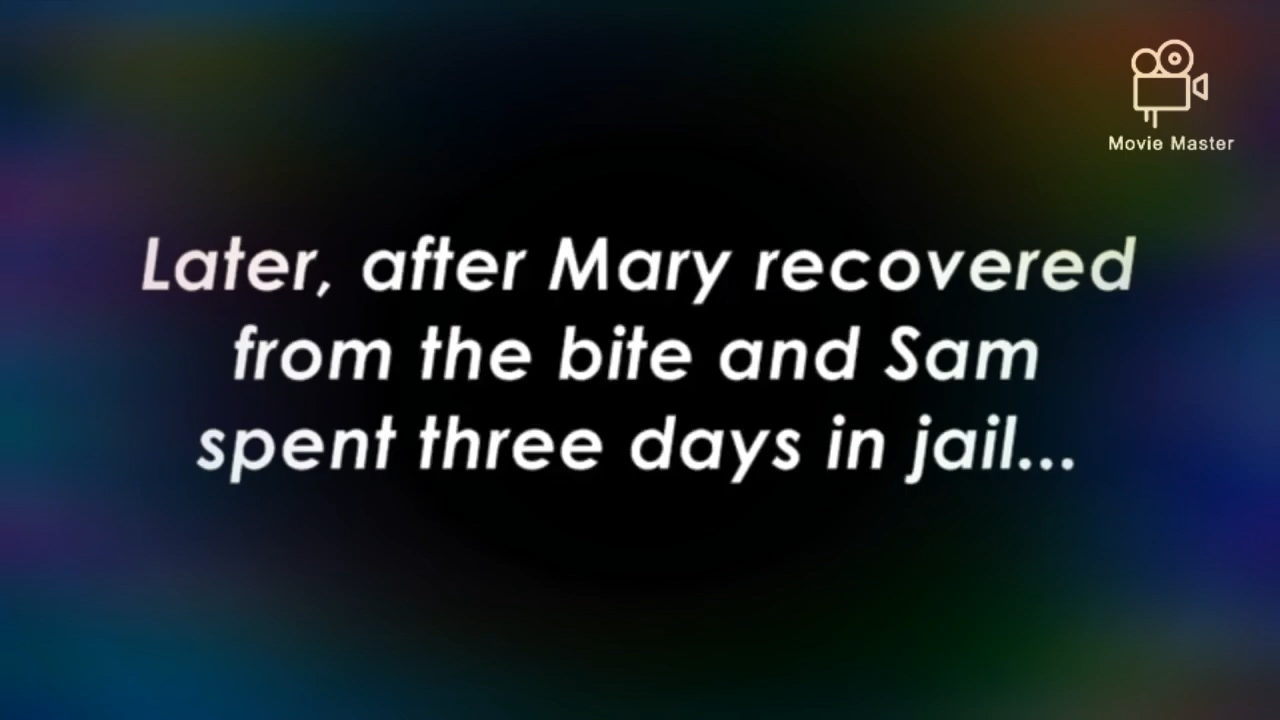 Movie Master
Later, after Mary recovered
from the bite and Sam
spent three days in jail...